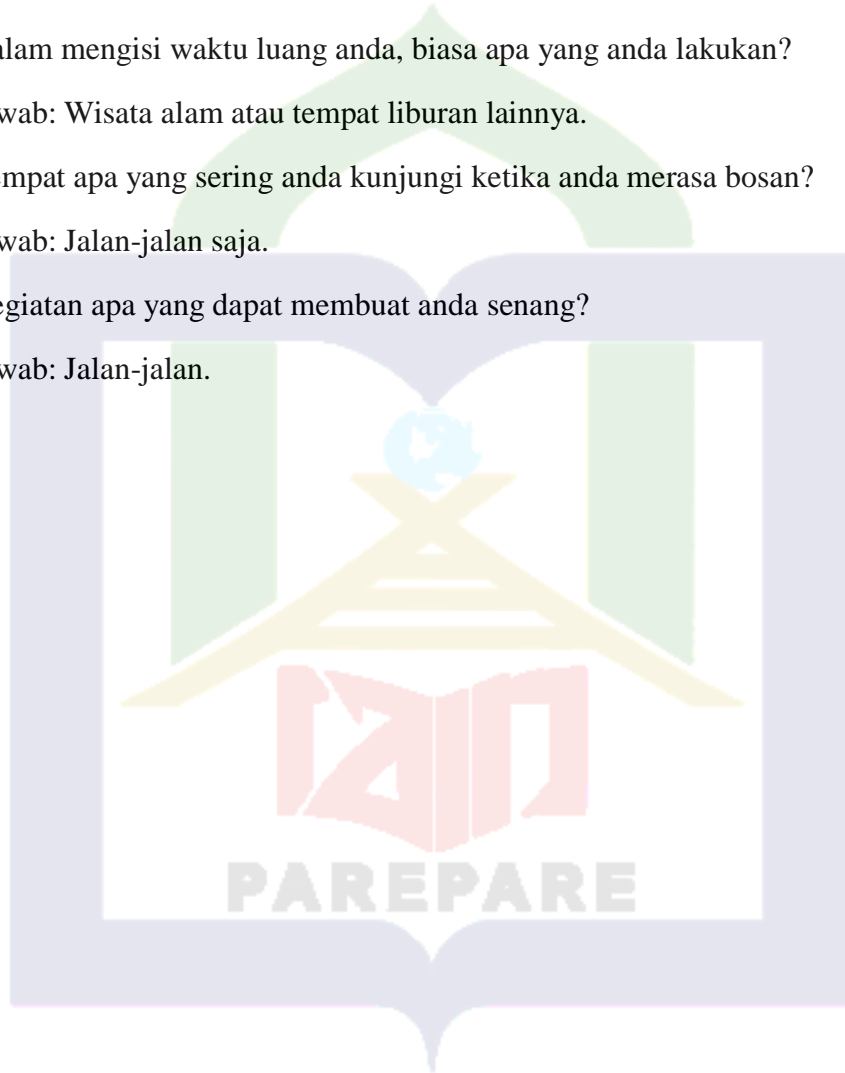 alam mengisi waktu luang anda, biasa apa yang anda lakukan?
wab: Wisata alam atau tempat liburan lainnya.
empat apa yang sering anda kunjungi ketika anda merasa bosan?
wab: Jalan-jalan saja.
egiatan apa yang dapat membuat anda senang?
wab: Jalan-jalan.
iain
PAREPARE